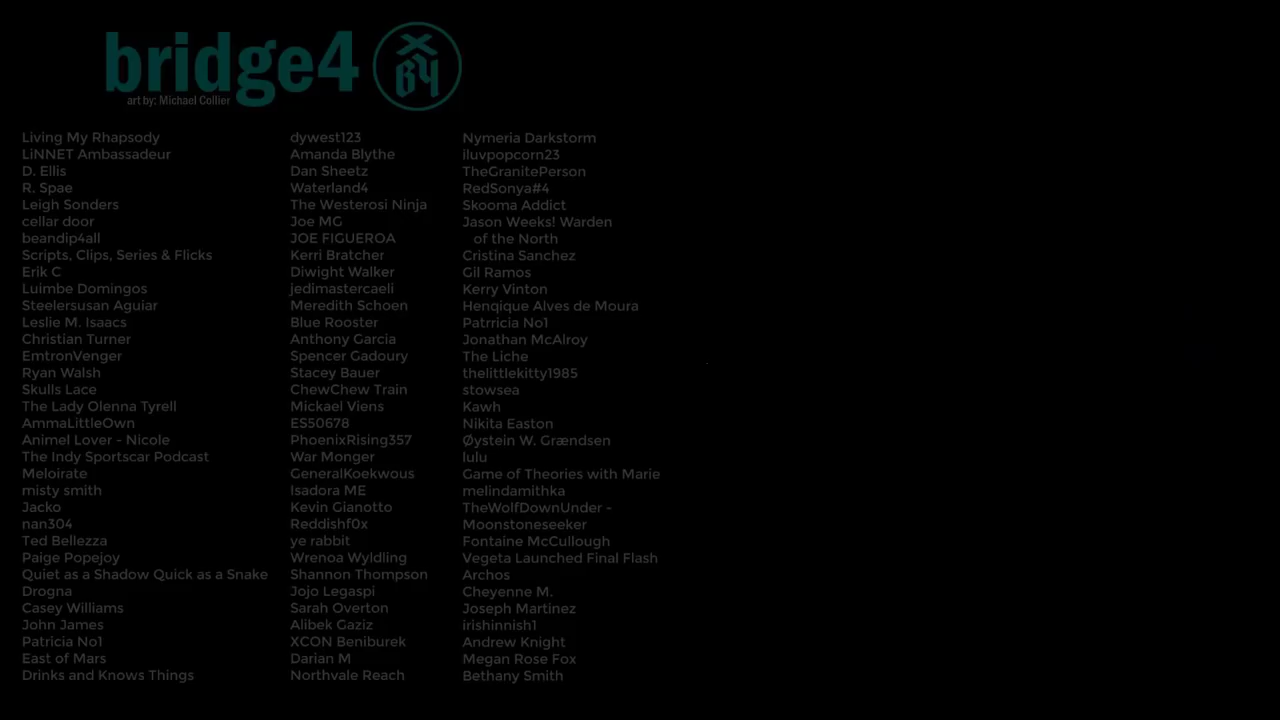 bridge4
B4
art by: Michael Collier
Living My Rhapsody
LiNNET Ambassadeur
D. Ellis
R. Spae
Leigh Sonders
cellar door
beandip4all
Scripts, Clips, Series & Flicks
Erik C
Luimbe Domingos
Steelersusan Aguiar
Leslie M. Isaacs
Christian Turner
EmtronVenger
Ryan Walsh
Skulls Lace
The Lady Olenna Tyrell
AmmaLittleOwn
Animel Lover - Nicole
The Indy Sportscar Podcast
Meloirate
misty smith
Jacko
nan304
Ted Bellezza
Paige Popejoy
Quiet as a Shadow Quick as a Snake
Drogna
Casey Williams
John James
Patricia No1
East of Mars
Drinks and Knows Things
dywest123
Amanda Blythe
Dan Sheetz
Waterland4
The Westerosi Ninja
Joe MG
JOE FIGUEROA
Kerri Bratcher
Diwight Walker
jedimastercaeli
Meredith Schoen
Blue Rooster
Anthony Garcia
Spencer Gadoury
Stacey Bauer
ChewChew Train
Mickael Viens
ES50678
PhoenixRising357
War Monger
GeneralKoekwous
Isadora ME
Kevin Gianotto
Reddishf0x
ye rabbit
Wrenoa Wyldling
Shannon Thompson
Jojo Legaspi
Sarah Overton
Alibek Gaziz
XCON Beniburek
Darian M
Northvale Reach
Nymeria Darkstorm
iluvpopcorn23
TheGranitePerson
RedSonya#4
Skooma Addict
Jason Weeks! Warden
of the North
Cristina Sanchez
Gil Ramos
Kerry Vinton
Henqique Alves de Moura
Patrricia No1
Jonathan McAlroy
The Liche
thelittlekitty1985
stowsea
Kawh
Nikita Easton
Øystein W. Grændsen
lulu
Game of Theories with Marie
melindamithka
TheWolfDownUnder -
Moonstoneseeker
Fontaine McCullough
Vegeta Launched Final Flash
Archos
Cheyenne M.
Joseph Martinez
irishinnish1
Andrew Knight
Megan Rose Fox
Bethany Smith